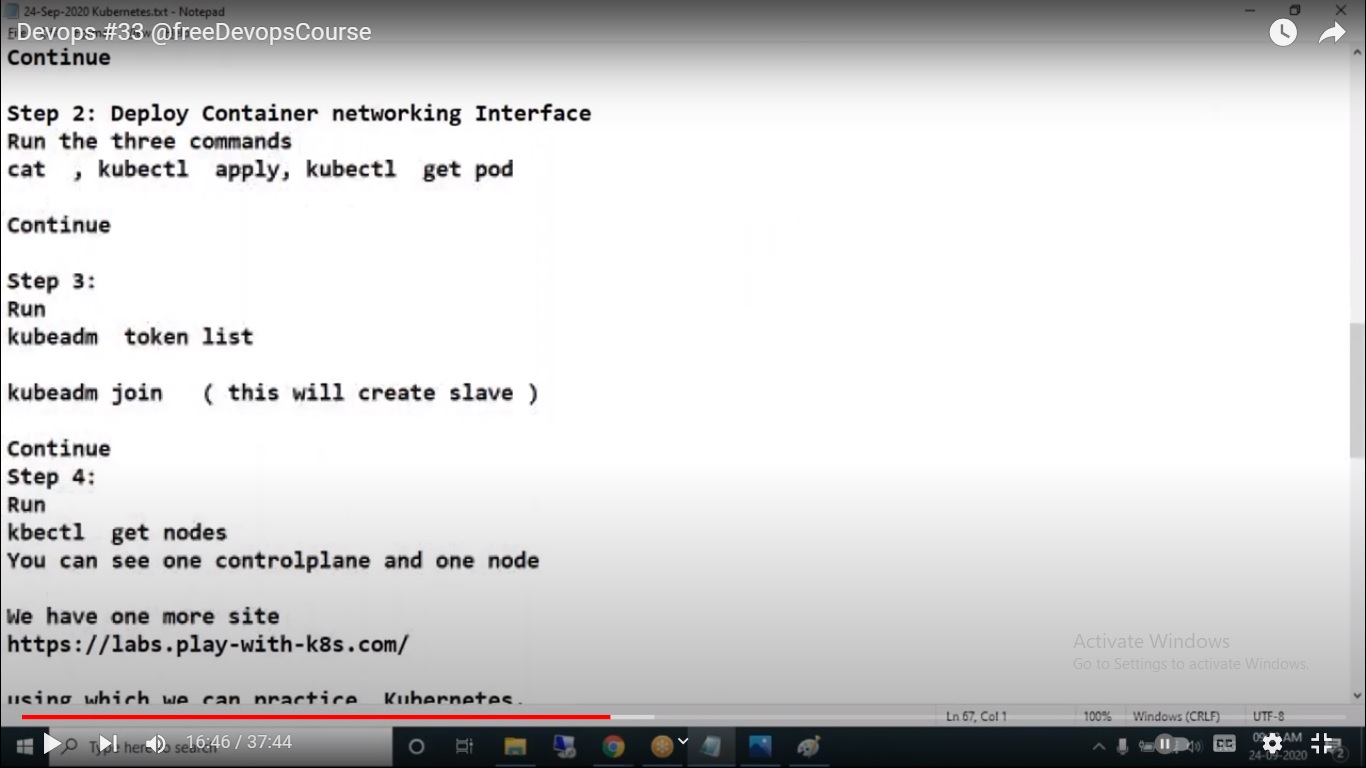 24-Sep-2020 Kubernetes.txt - Notepad
Devops #33 @freeDevopsCourse
Continue
Step 2: Deploy Container networking Interface
Run the three commands
cat , kubectl apply, kubectl get pod
Continue
Step 3:
Run
kubeadm token list
kubeadm join ( this will create slave )
Continue
Step 4:
Run
kbectl get nodes
You can see one controlplane and one node
We have one more site
https://labs.play-with-k8s.com/
using which we can practice Kubernetes.
Activate Windows
Go to Settings to activate Windows.
Ln 67, Col 1 100% Windows (CRLF) UTF-8
Type here to search
16:46 / 37:44
CC
AM
24-09-2020
2